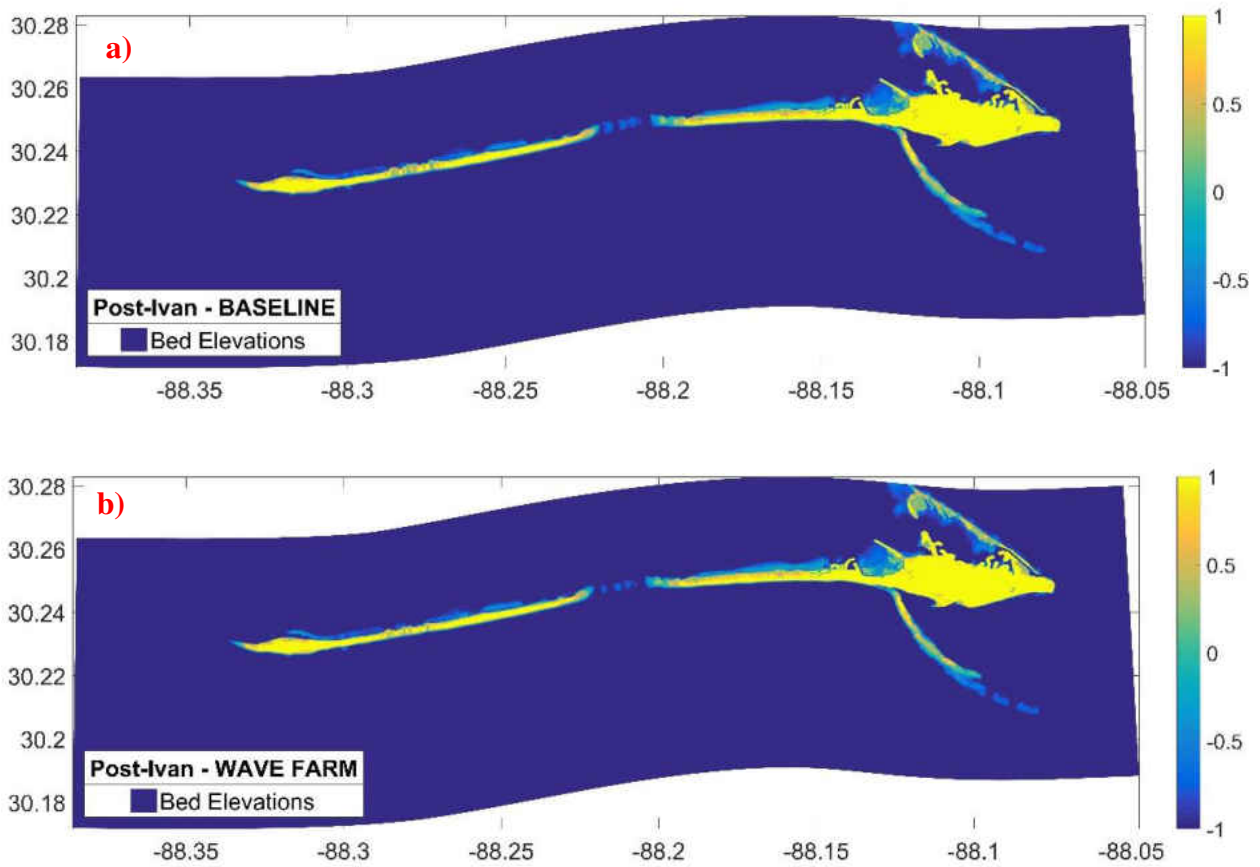 a)
30.28
30.26
30.24
30.22
30.2
30.18
Post-Ivan - BASELINE
Bed Elevations
-88.35 -88.3 -88.25 -88.2 -88.15 -88.1 -88.05
1
0.5
0
-0.5
-1
b)
30.28
30.26
30.24
30.22
30.2
30.18
Post-Ivan - WAVE FARM
Bed Elevations
-88.35 -88.3 -88.25 -88.2 -88.15 -88.1 -88.05
1
0.5
0
-0.5
-1